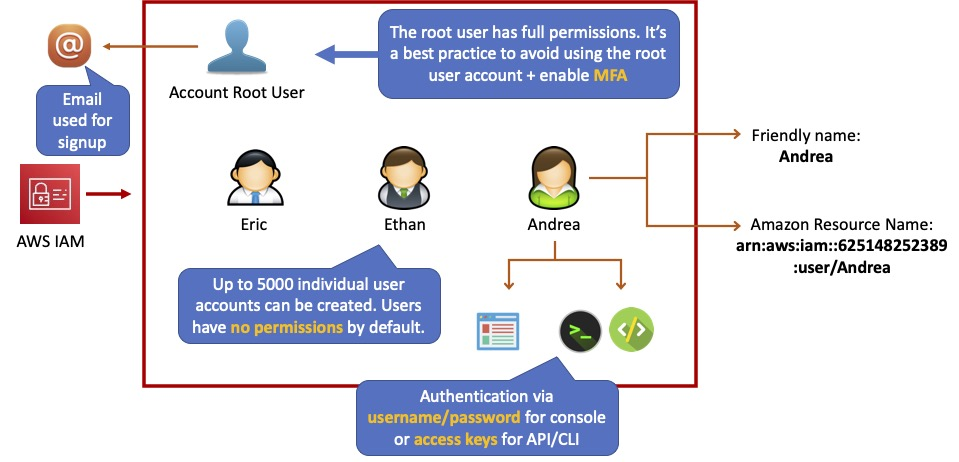 @
Account Root User
The root user has full permissions. It's
a best practice to avoid using the root
user account + enable MFA
Email
used for
signup
AWS IAM
Eric
Ethan
Andrea
Friendly name:
Andrea
Amazon Resource Name:
arn:aws:iam::625148252389
:user/Andrea
Up to 5000 individual user
accounts can be created. Users
have no permissions by default.
>_
</>
Authentication via
username/password for console
or access keys for API/CLI